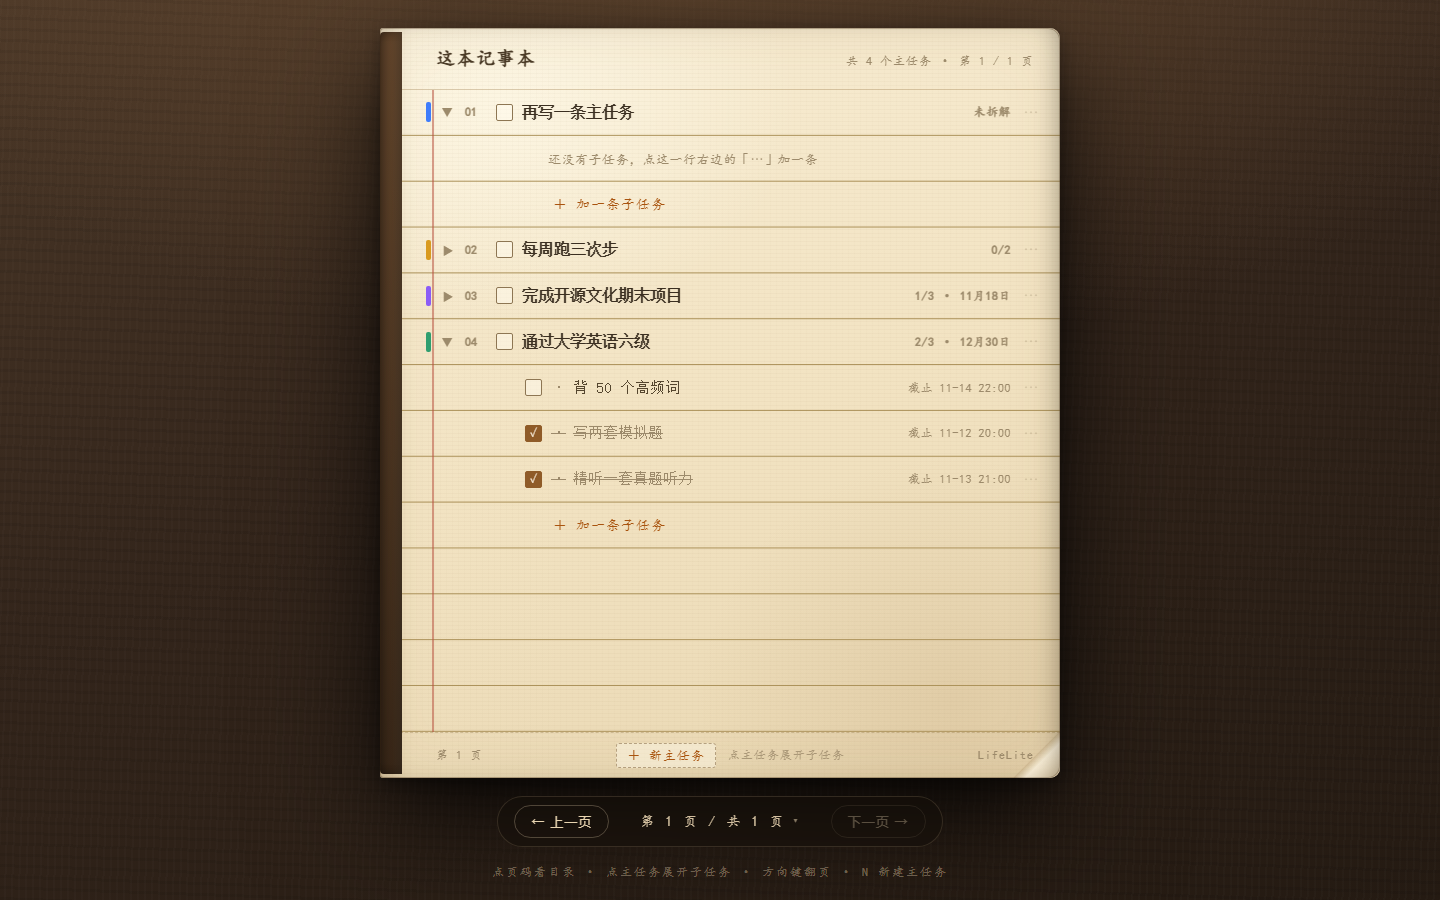 这本记事本
共 4 个主任务 • 第 1 / 1 页
▼ 01 再写一条主任务 未拆解 ···
还没有子任务，点这一行右边的「···」加一条
+ 加一条子任务
▶ 02 每周跑三次步 0/2 ···
▶ 03 完成开源文化期末项目 1/3 • 11月18日 ···
▼ 04 通过大学英语六级 2/3 • 12月30日 ···
· 背 50 个高频词 截止 11-14 22:00 ···
✓ · 写两套模拟题 截止 11-12 20:00 ···
✓ · 精听一套真题听力 截止 11-13 21:00 ···
+ 加一条子任务
第 1 页 + 新主任务 点主任务展开子任务 LifeLite
← 上一页 第 1 页 / 共 1 页 ▾ 下一页 →
点页码看目录 • 点主任务展开子任务 • 方向键翻页 • N 新建主任务